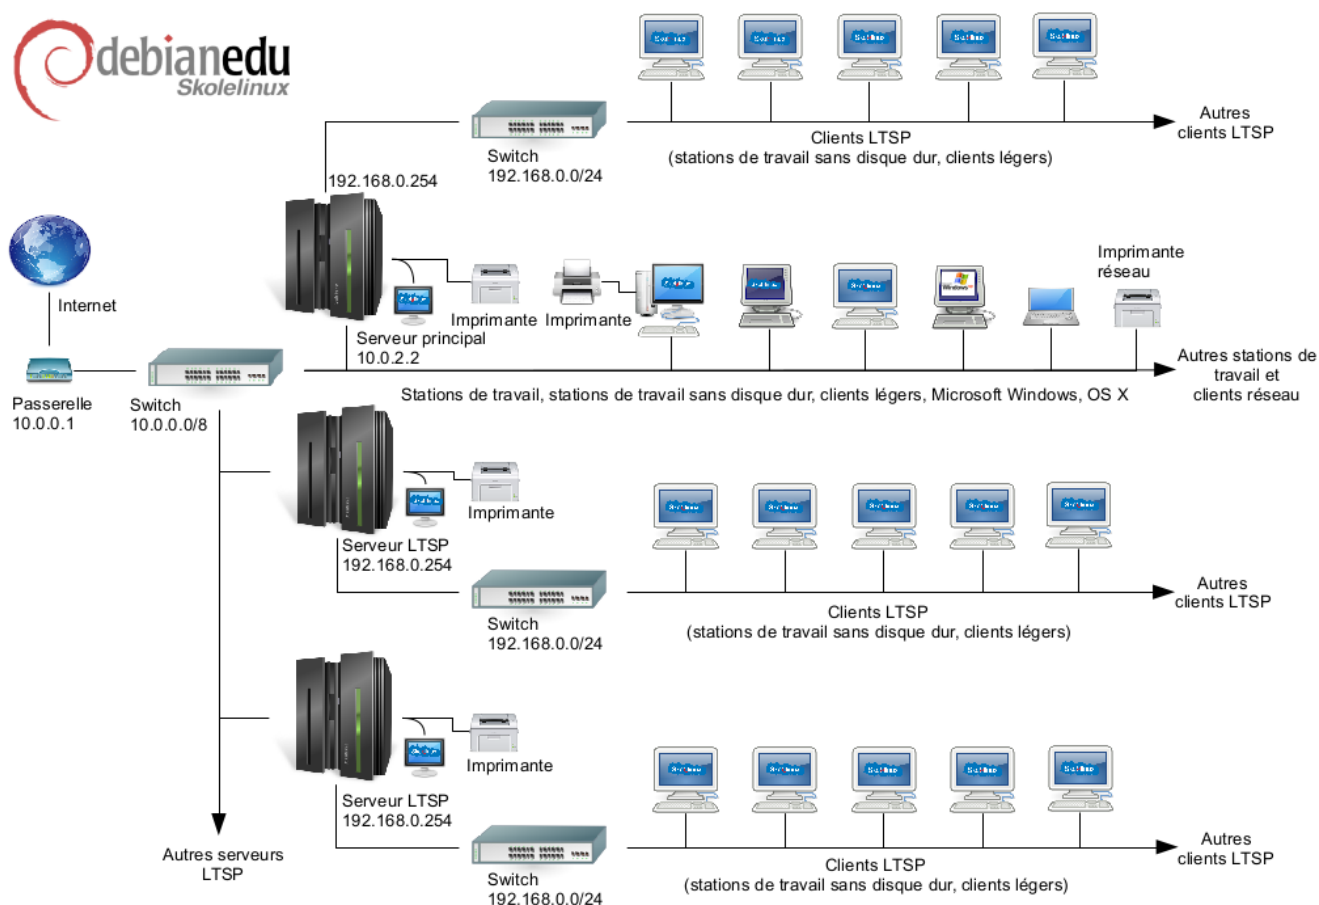 debianedu
Skolelinux
Autres
clients LTSP
Clients LTSP
(stations de travail sans disque dur, clients légers)
Switch
192.168.0.0/24
192.168.0.254
Internet
Imprimante
Imprimante
Imprimante
réseau
Serveur principal
10.0.2.2
Passerelle
10.0.0.1
Switch
10.0.0.0/8
Stations de travail, stations de travail sans disque dur, clients légers, Microsoft Windows, OS X
Autres stations de
travail et
clients réseau
Imprimante
Serveur LTSP
192.168.0.254
Switch
192.168.0.0/24
Clients LTSP
(stations de travail sans disque dur, clients légers)
Autres
clients LTSP
Imprimante
Serveur LTSP
192.168.0.254
Switch
192.168.0.0/24
Clients LTSP
(stations de travail sans disque dur, clients légers)
Autres
clients LTSP
Autres serveurs
LTSP